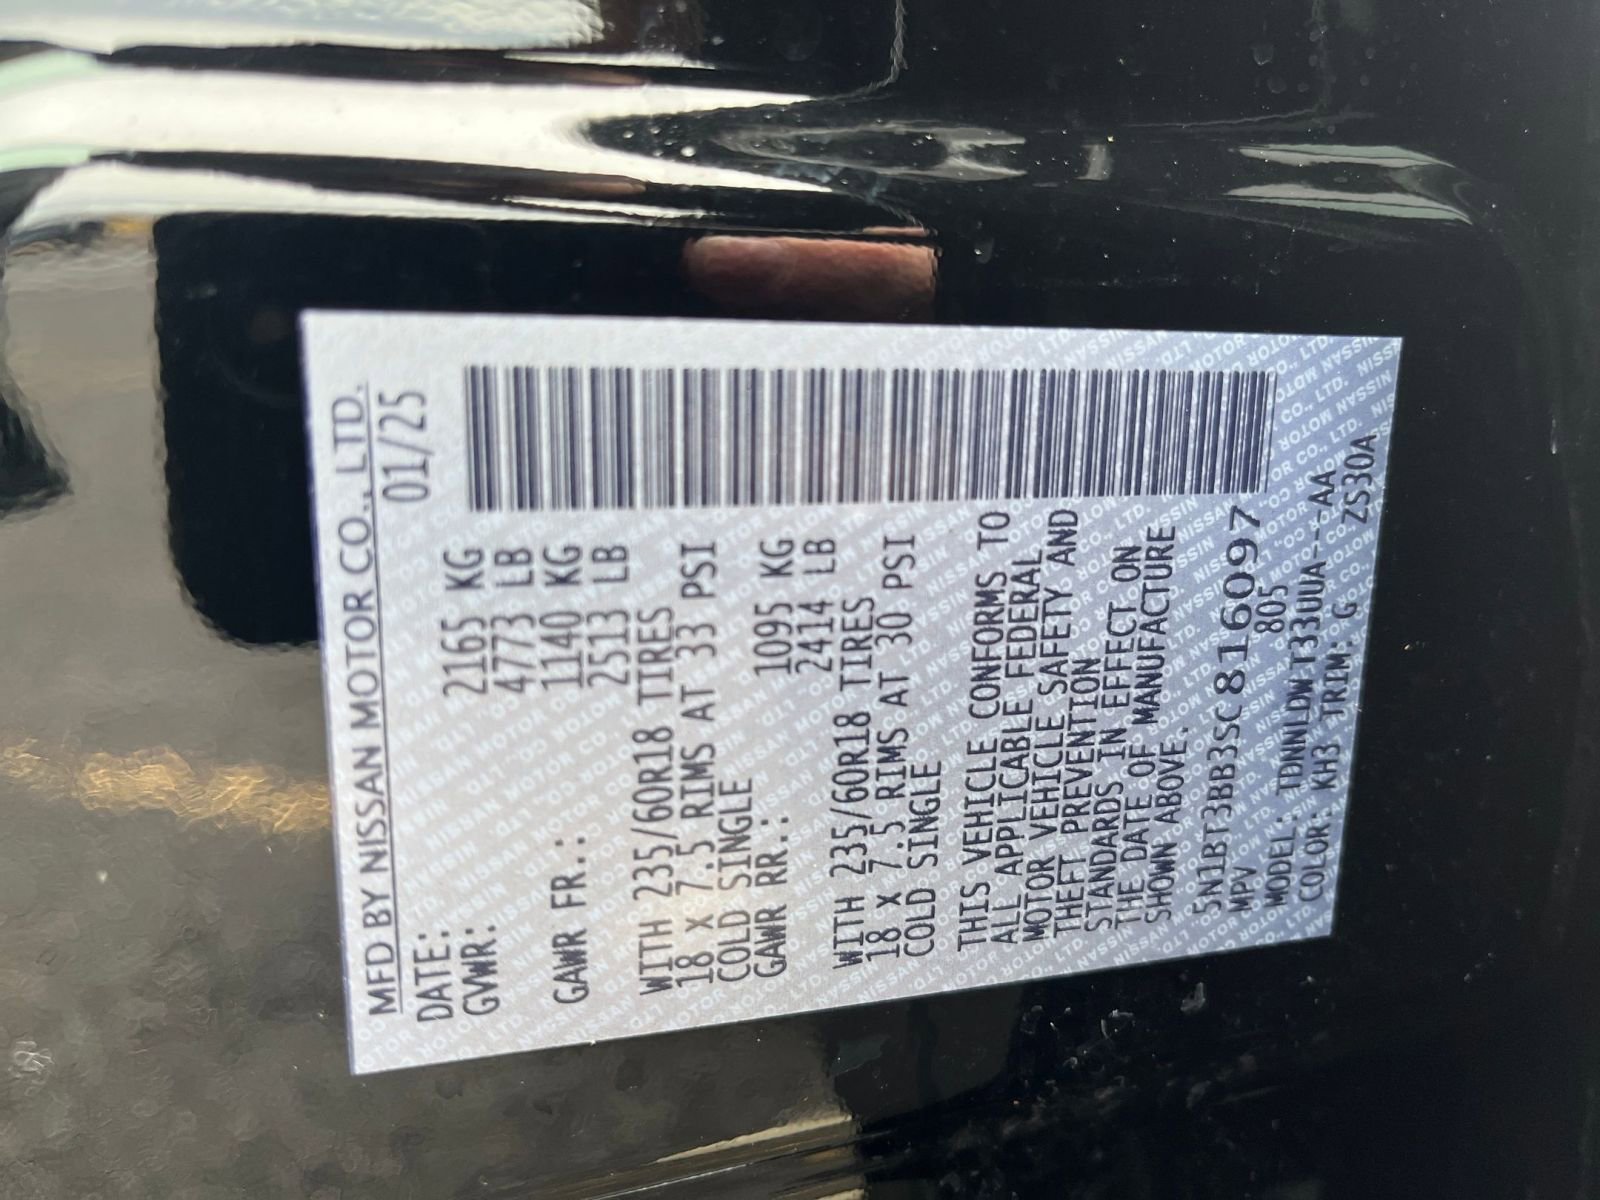 MFD BY NISSAN MOTOR CO., LTD.
DATE: 01/25
GVWR: 2165 KG
4773 LB
GAWR FR.: 1140 KG
2513 LB
WITH 235/60R18 TIRES
18 X 7.5 RIMS AT 33 PSI
COLD SINGLE
GAWR RR.: 1095 KG
2414 LB
WITH 235/60R18 TIRES
18 X 7.5 RIMS AT 30 PSI
COLD SINGLE
THIS VEHICLE CONFORMS TO
ALL APPLICABLE FEDERAL
MOTOR VEHICLE SAFETY AND
THEFT PREVENTION
STANDARDS IN EFFECT ON
THE DATE OF MANUFACTURE
SHOWN ABOVE.
5N1BT3BB3SC816097
MPV 805
MODEL: TDNNLDWT33UUA--AA
COLOR: KH3 TRIM: G ZS30A